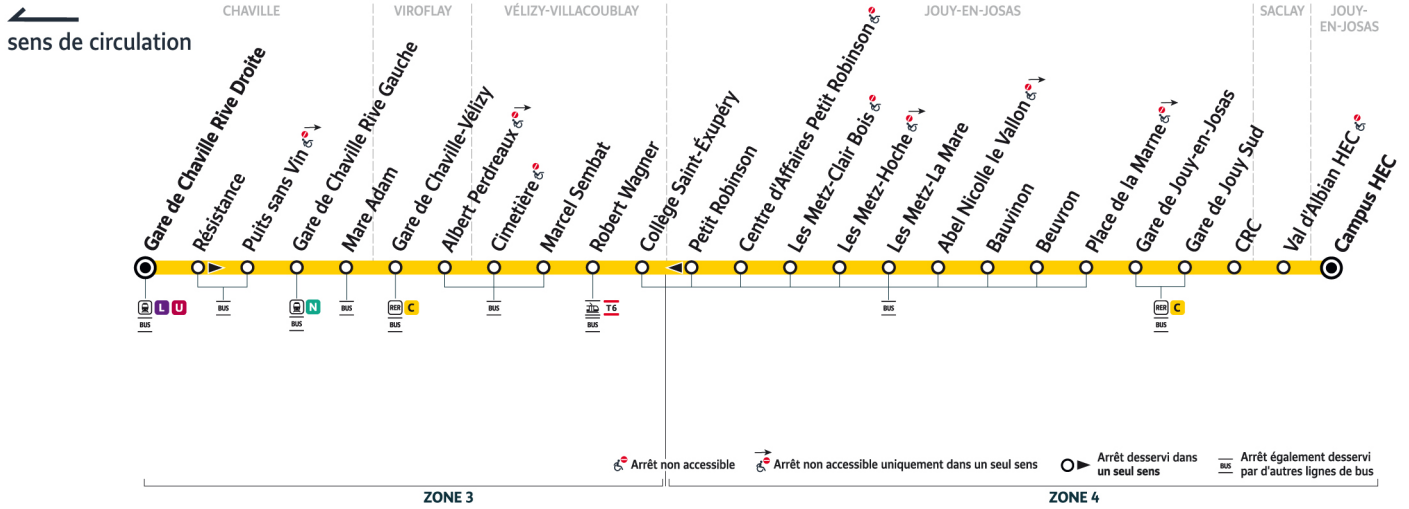 CHAVILLE
VIROFLAY
VÉLIZY-VILLACOUBLAY
JOUY-EN-JOSAS
SACLAY
JOUY-
EN-JOSAS
sens de circulation
Gare de Chaville Rive Droite
Résistance
Puits sans Vin
Gare de Chaville Rive Gauche
Mare Adam
Gare de Chaville-Vélizy
Albert Perdreaux
Cimetière
Marcel Sembat
Robert Wagner
Collège Saint-Éxupéry
Petit Robinson
Centre d'Affaires Petit Robinson
Les Metz-Clair Bois
Les Metz-Hoche
Les Metz-La Mare
Abel Nicolle le Vallon
Bauvinon
Beuvron
Place de la Marne
Gare de Jouy-en-Josas
Gare de Jouy Sud
CRC
Val d'Albian HEC
Campus HEC
L U
BUS
BUS
N
BUS
BUS
RER C
BUS
BUS
T6
BUS
BUS
RER C
BUS
Arrêt non accessible
Arrêt non accessible uniquement dans un seul sens
Arrêt desservi dans
un seul sens
BUS
Arrêt également desservi
par d'autres lignes de bus
ZONE 3
ZONE 4